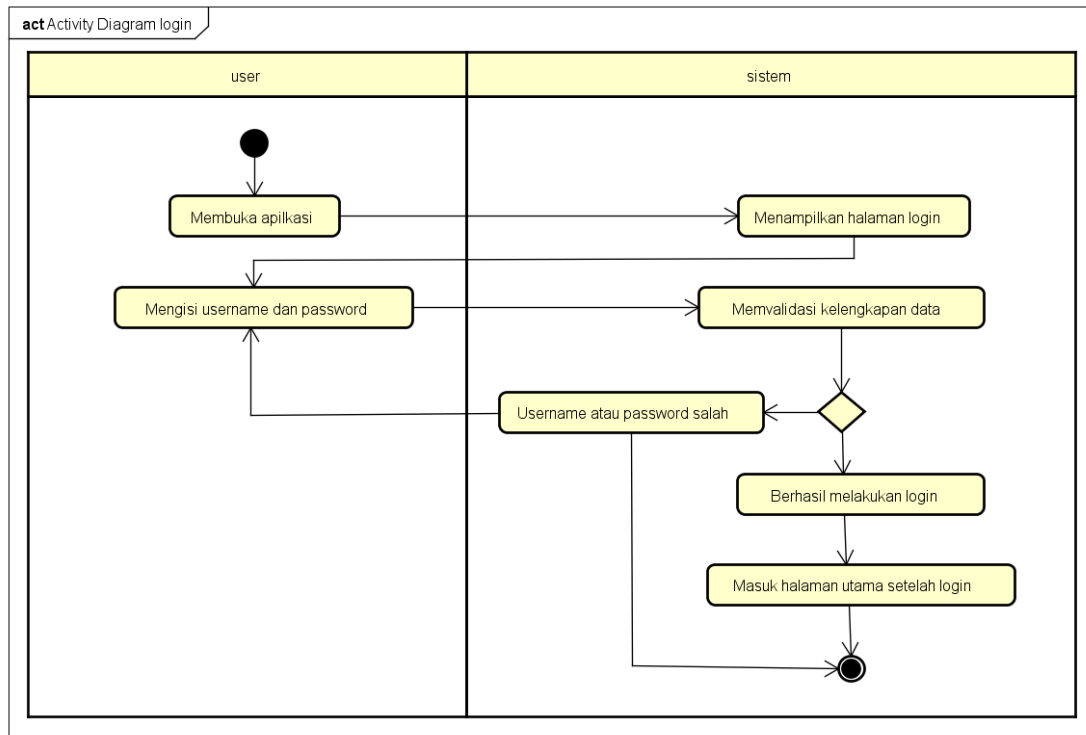 act Activity Diagram login
user
sistem
Membuka apilkasi
Menampilkan halaman login
Mengisi username dan password
Memvalidasi kelengkapan data
Username atau password salah
Berhasil melakukan login
Masuk halaman utama setelah login